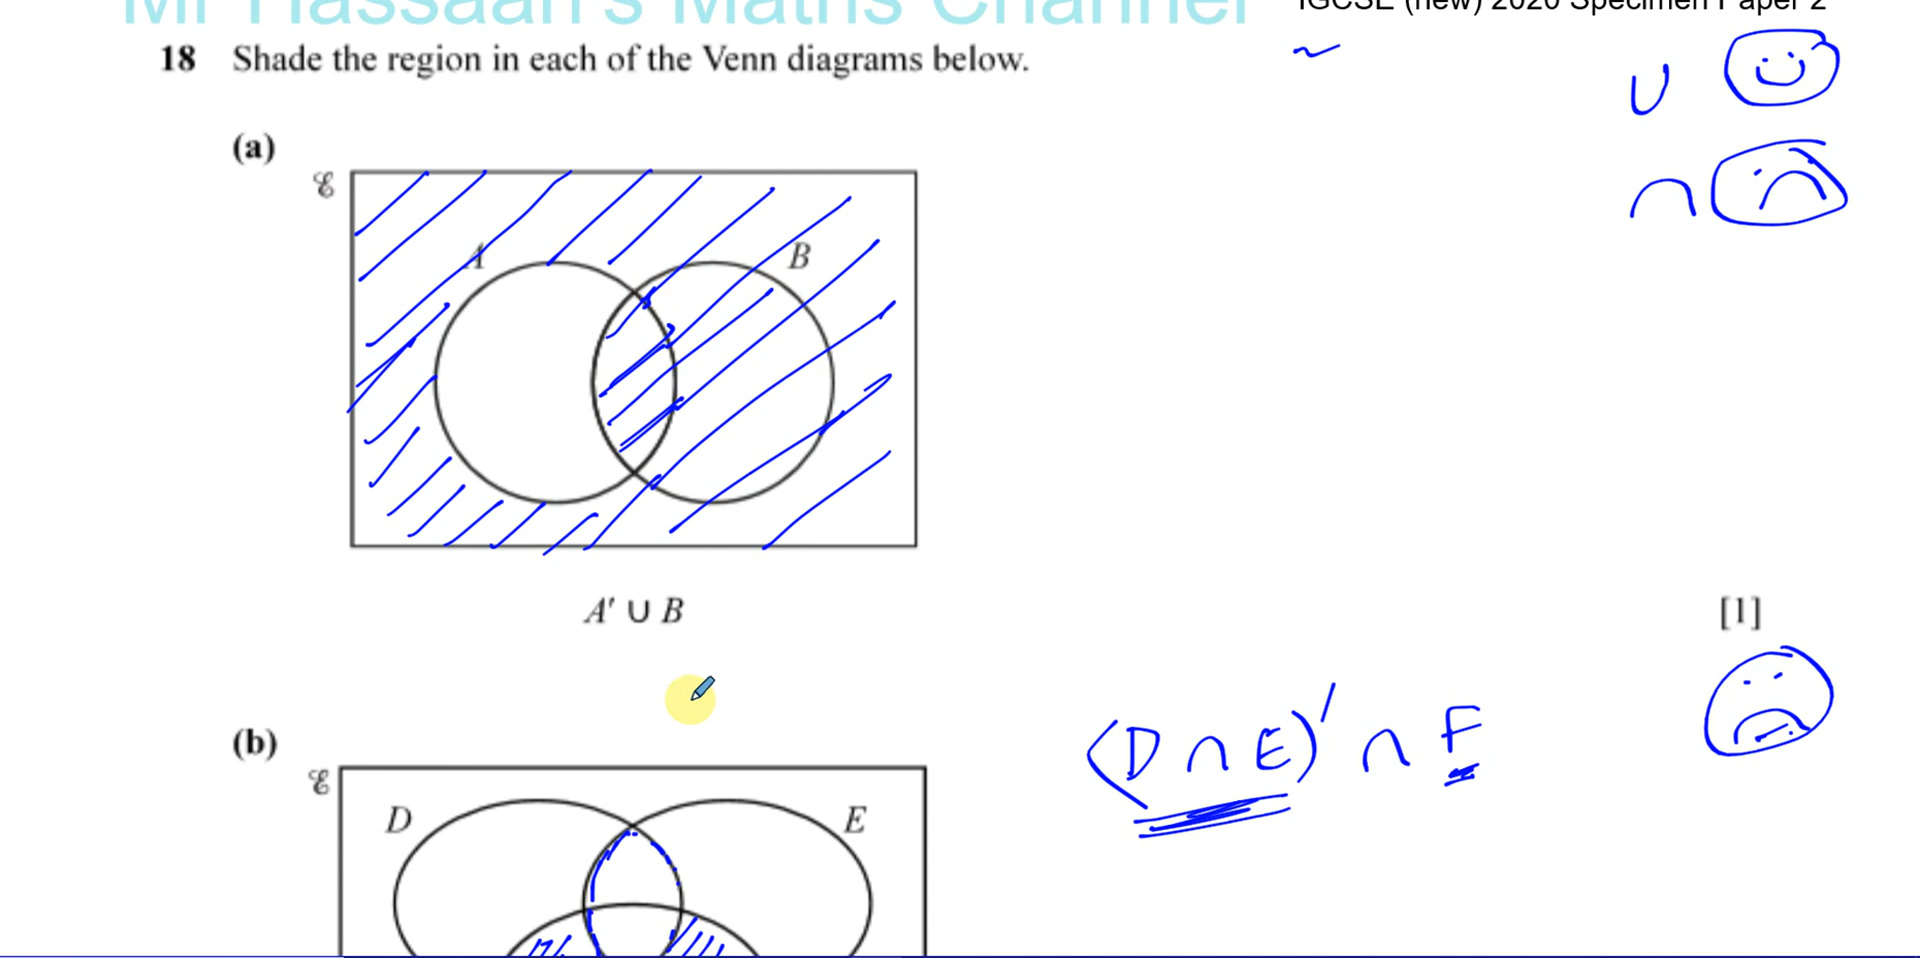 Mr Hassaan's Maths Channel
IGCSE (new) 2020 Specimen Paper 2
18 Shade the region in each of the Venn diagrams below.
∪
∩
(a)
ℰ
A B
A′ ∪ B
[1]
(b)
(D ∩ E)′ ∩ F
ℰ
D E